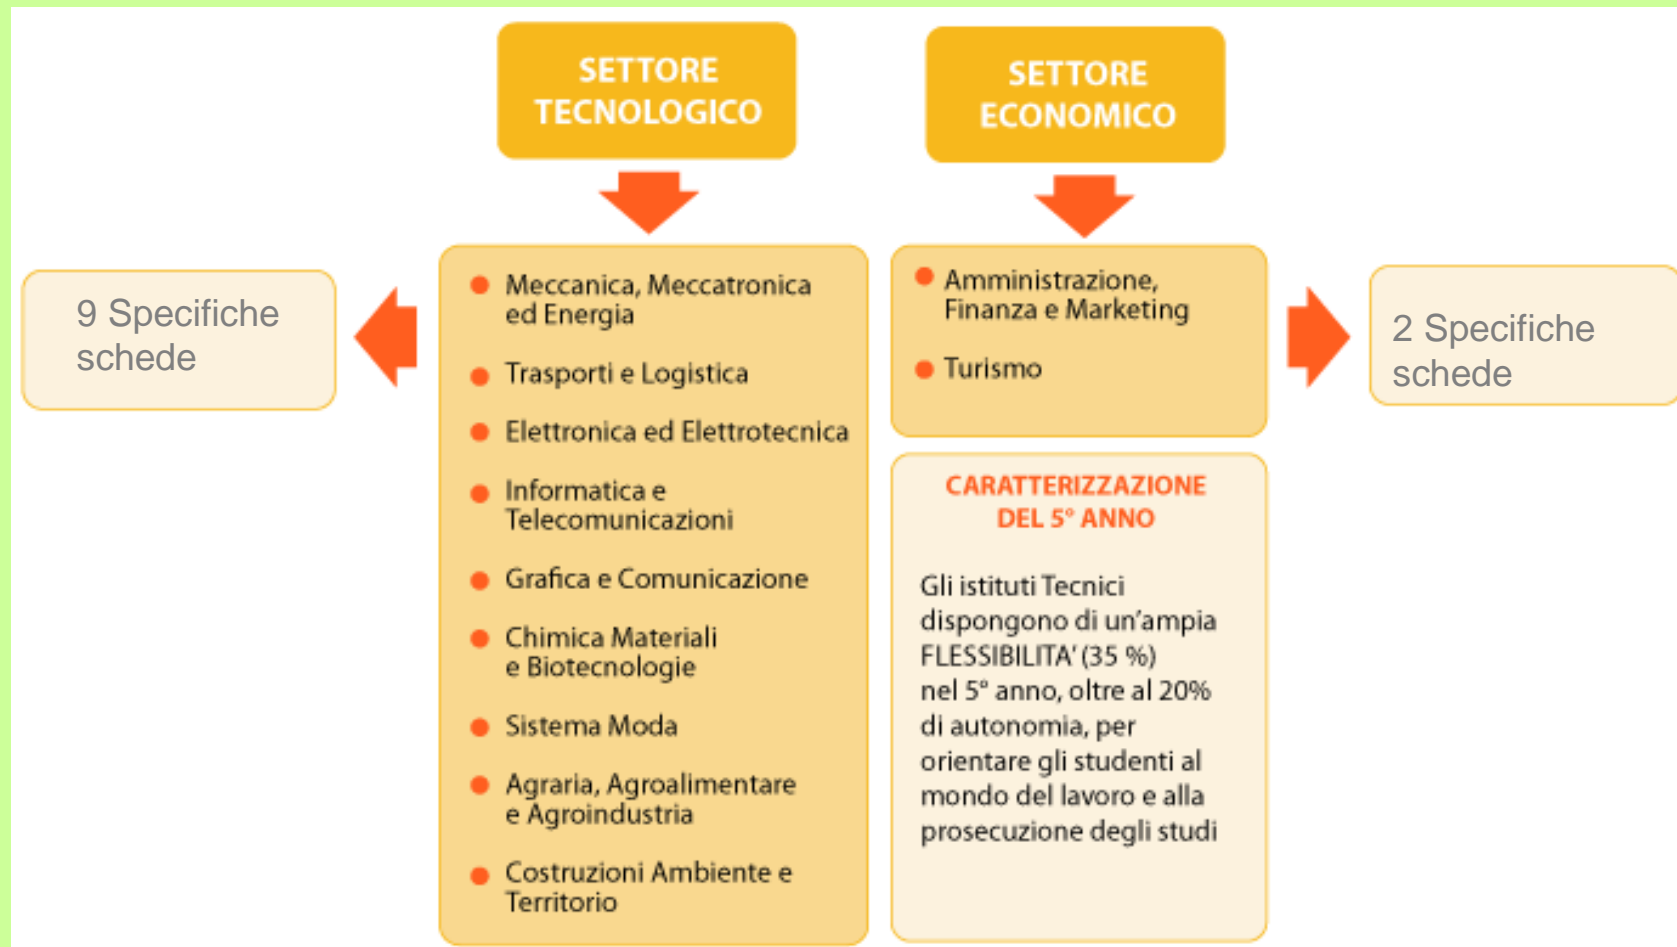 SETTORE
TECNOLOGICO
SETTORE
ECONOMICO
9 Specifiche
schede
Meccanica, Meccatronica
ed Energia
Trasporti e Logistica
Elettronica ed Elettrotecnica
Informatica e
Telecomunicazioni
Grafica e Comunicazione
Chimica Materiali
e Biotecnologie
Sistema Moda
Agraria, Agroalimentare
e Agroindustria
Costruzioni Ambiente e
Territorio
Amministrazione,
Finanza e Marketing
Turismo
2 Specifiche
schede
CARATTERIZZAZIONE
DEL 5° ANNO
Gli istituti Tecnici
dispongono di un'ampia
FLESSIBILITA' (35 %)
nel 5° anno, oltre al 20%
di autonomia, per
orientare gli studenti al
mondo del lavoro e alla
prosecuzione degli studi